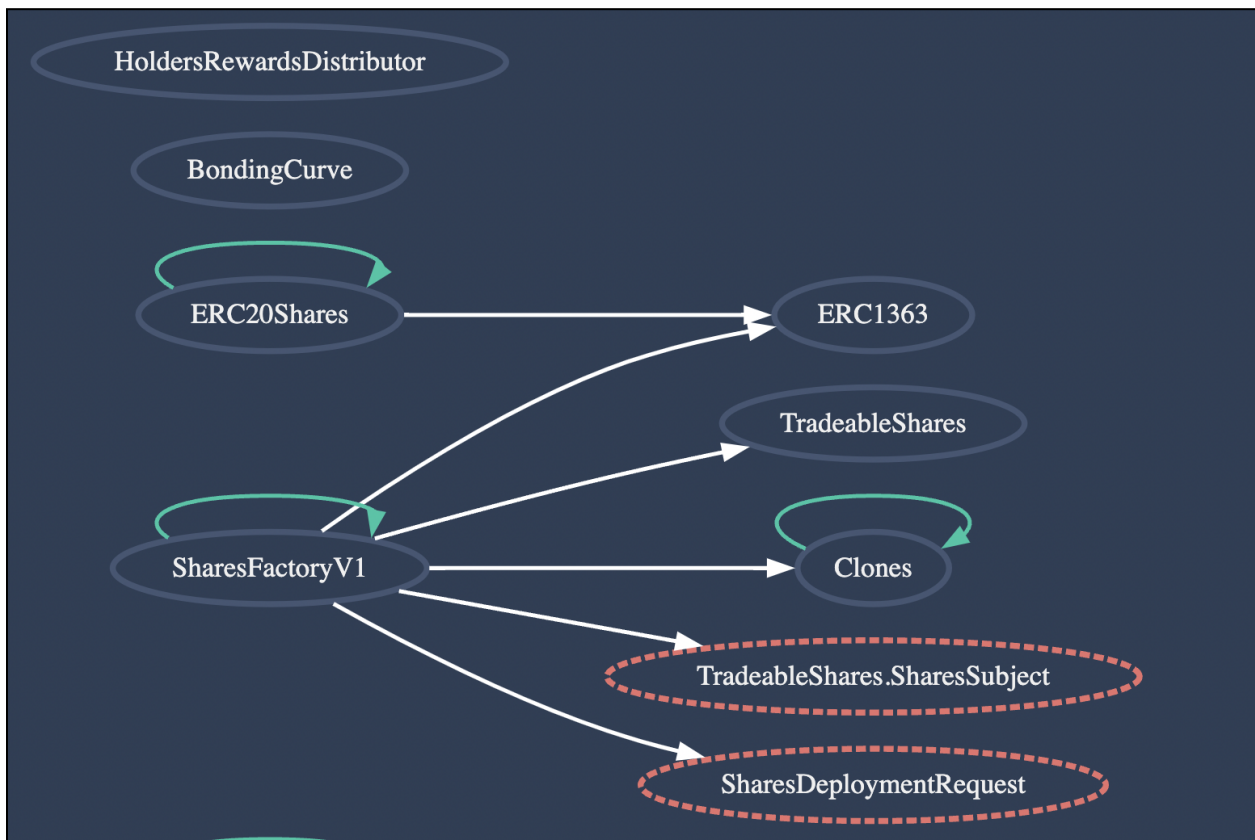 HoldersRewardsDistributor
BondingCurve
ERC20Shares
ERC1363
TradeableShares
SharesFactoryV1
Clones
TradeableShares.SharesSubject
SharesDeploymentRequest